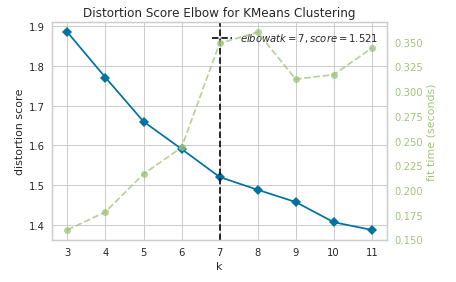 Distortion Score Elbow for KMeans Clustering
elbowatk = 7, score = 1.521
distortion score
1.9
1.8
1.7
1.6
1.5
1.4
0.350
0.325
0.300
0.275
0.250
0.225
0.200
0.175
0.150
fit time (seconds)
3 4 5 6 7 8 9 10 11
k